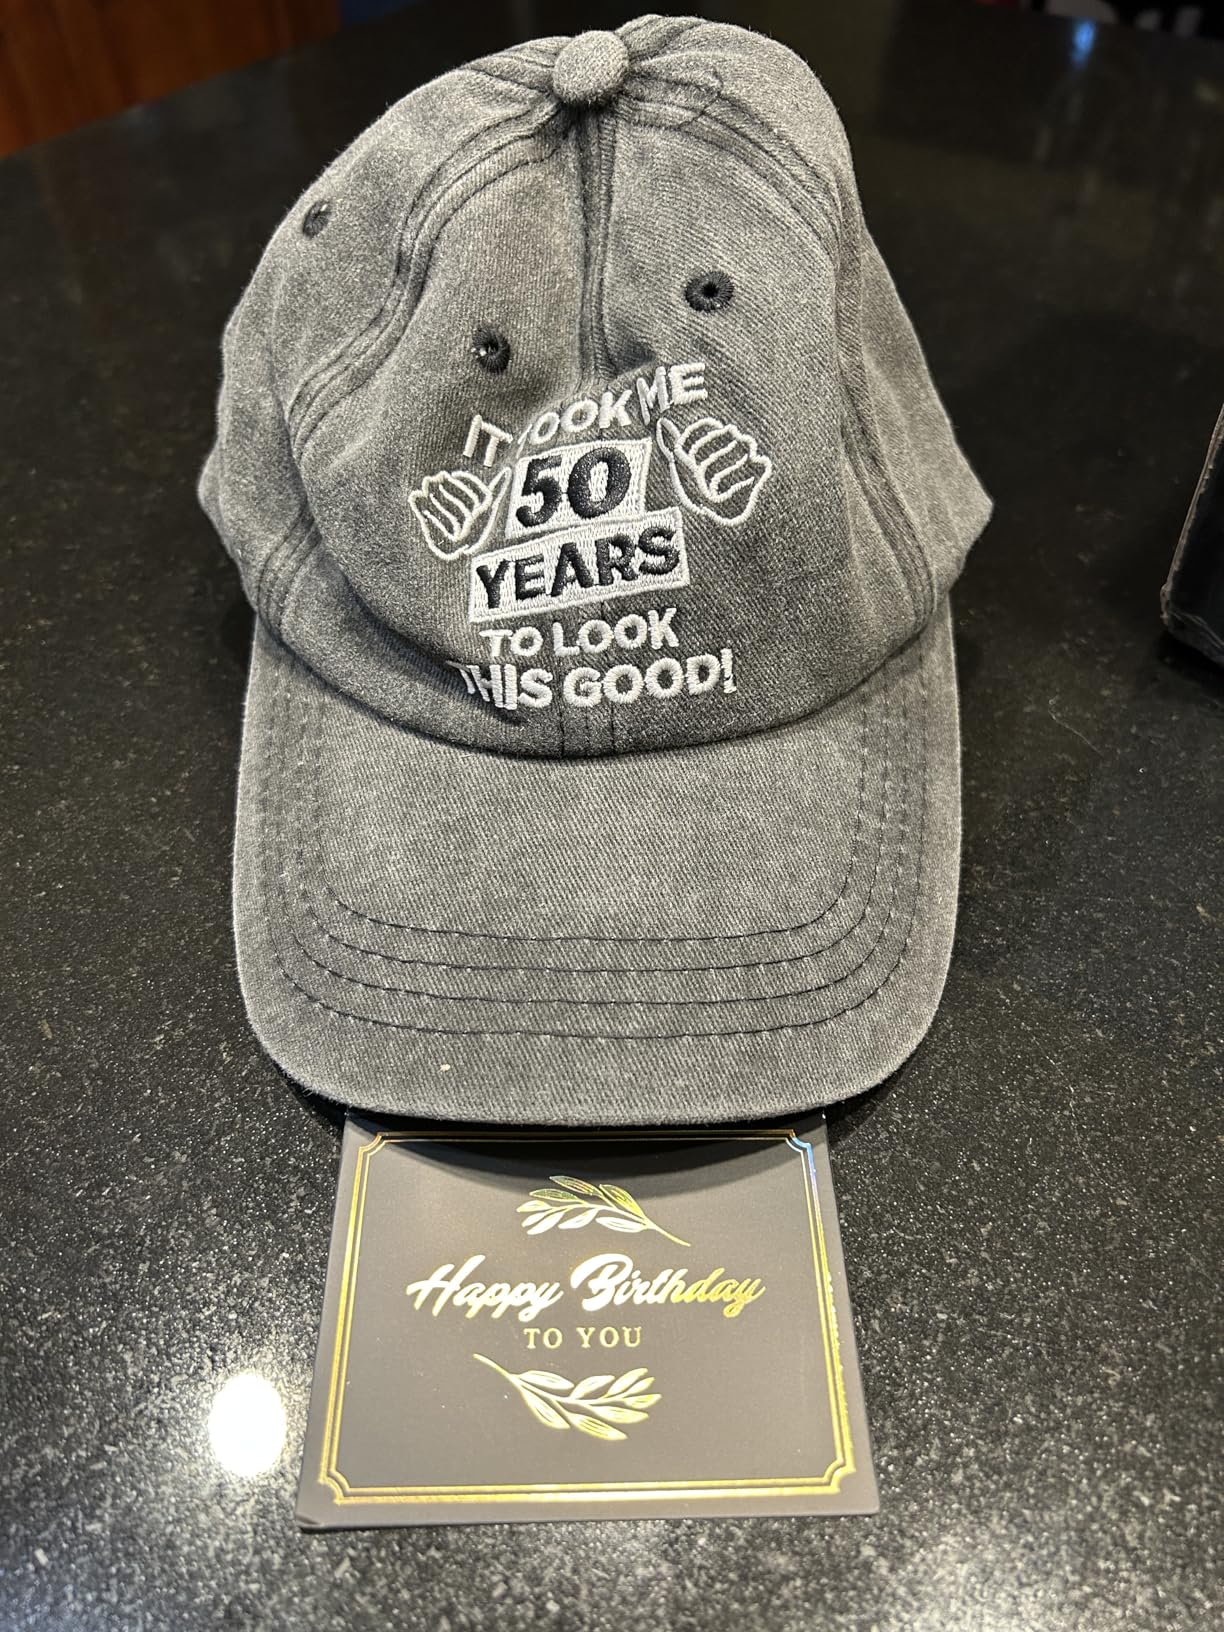 IT TOOK ME
50
YEARS
TO LOOK
THIS GOOD!
Happy Birthday
TO YOU